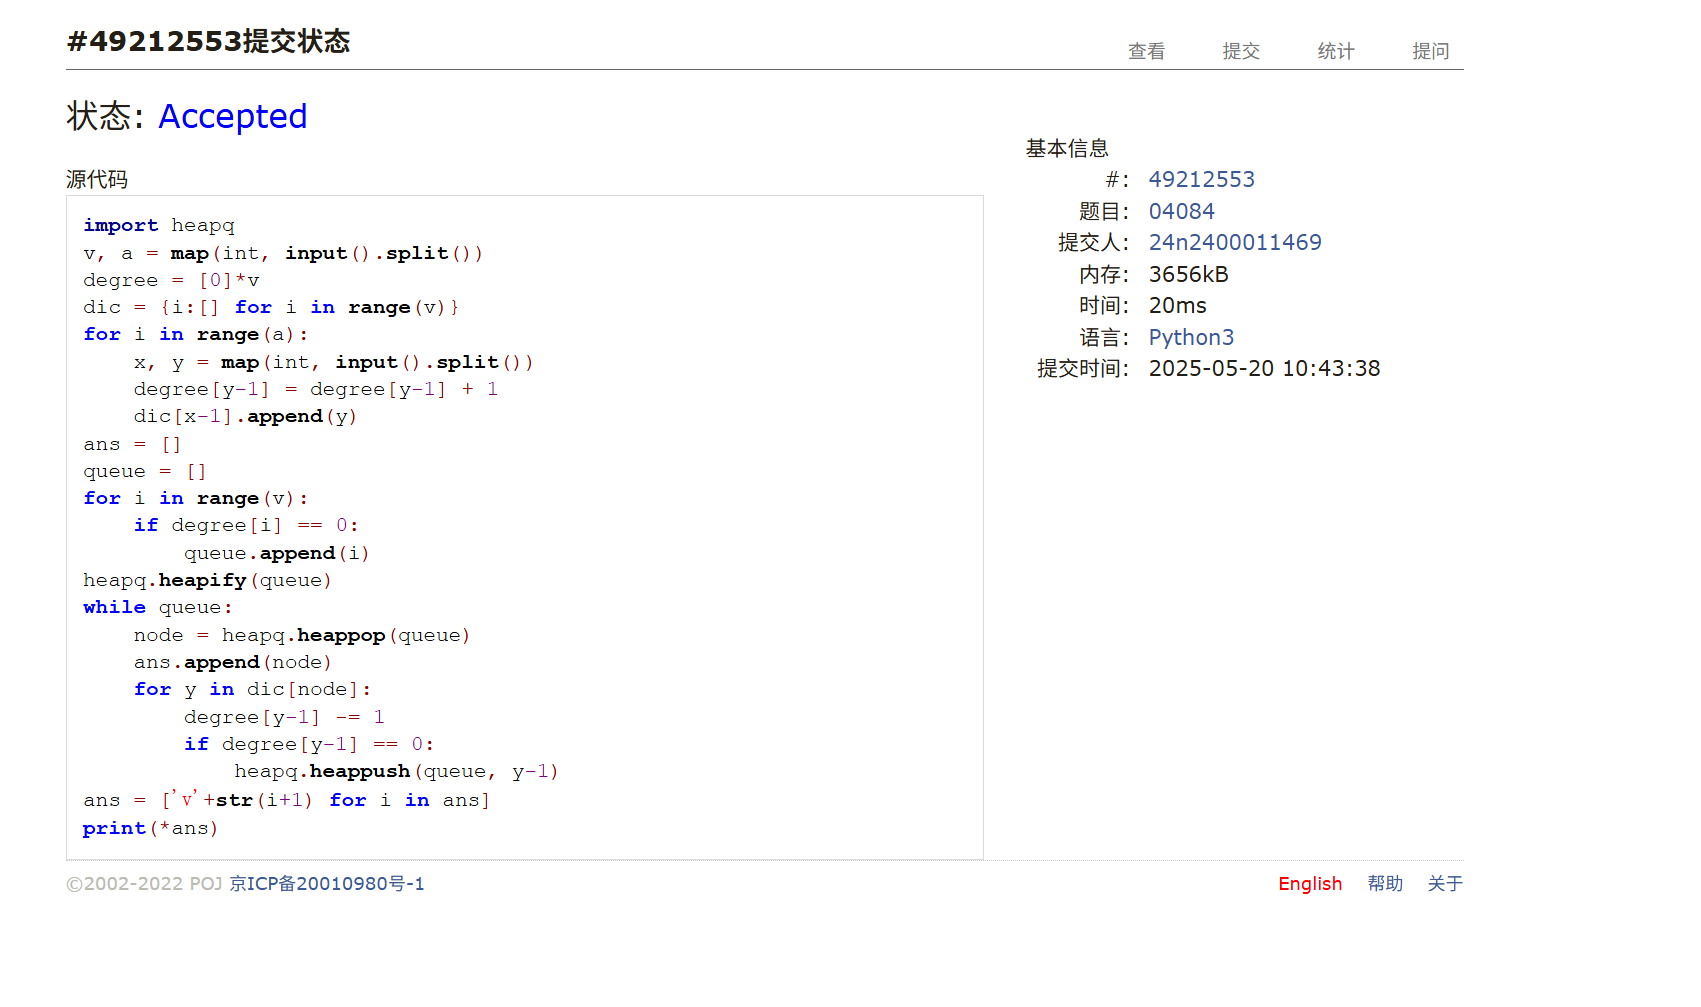 #49212553提交状态
查看 提交 统计 提问
状态: Accepted
源代码
import heapq
v, a = map(int, input().split())
degree = [0]*v
dic = {i:[] for i in range(v)}
for i in range(a):
    x, y = map(int, input().split())
    degree[y-1] = degree[y-1] + 1
    dic[x-1].append(y)
ans = []
queue = []
for i in range(v):
    if degree[i] == 0:
        queue.append(i)
heapq.heapify(queue)
while queue:
    node = heapq.heappop(queue)
    ans.append(node)
    for y in dic[node]:
        degree[y-1] -= 1
        if degree[y-1] == 0:
            heapq.heappush(queue, y-1)
ans = ['v'+str(i+1) for i in ans]
print(*ans)
基本信息
#: 49212553
题目: 04084
提交人: 24n2400011469
内存: 3656kB
时间: 20ms
语言: Python3
提交时间: 2025-05-20 10:43:38
©2002-2022 POJ 京ICP备20010980号-1
English 帮助 关于